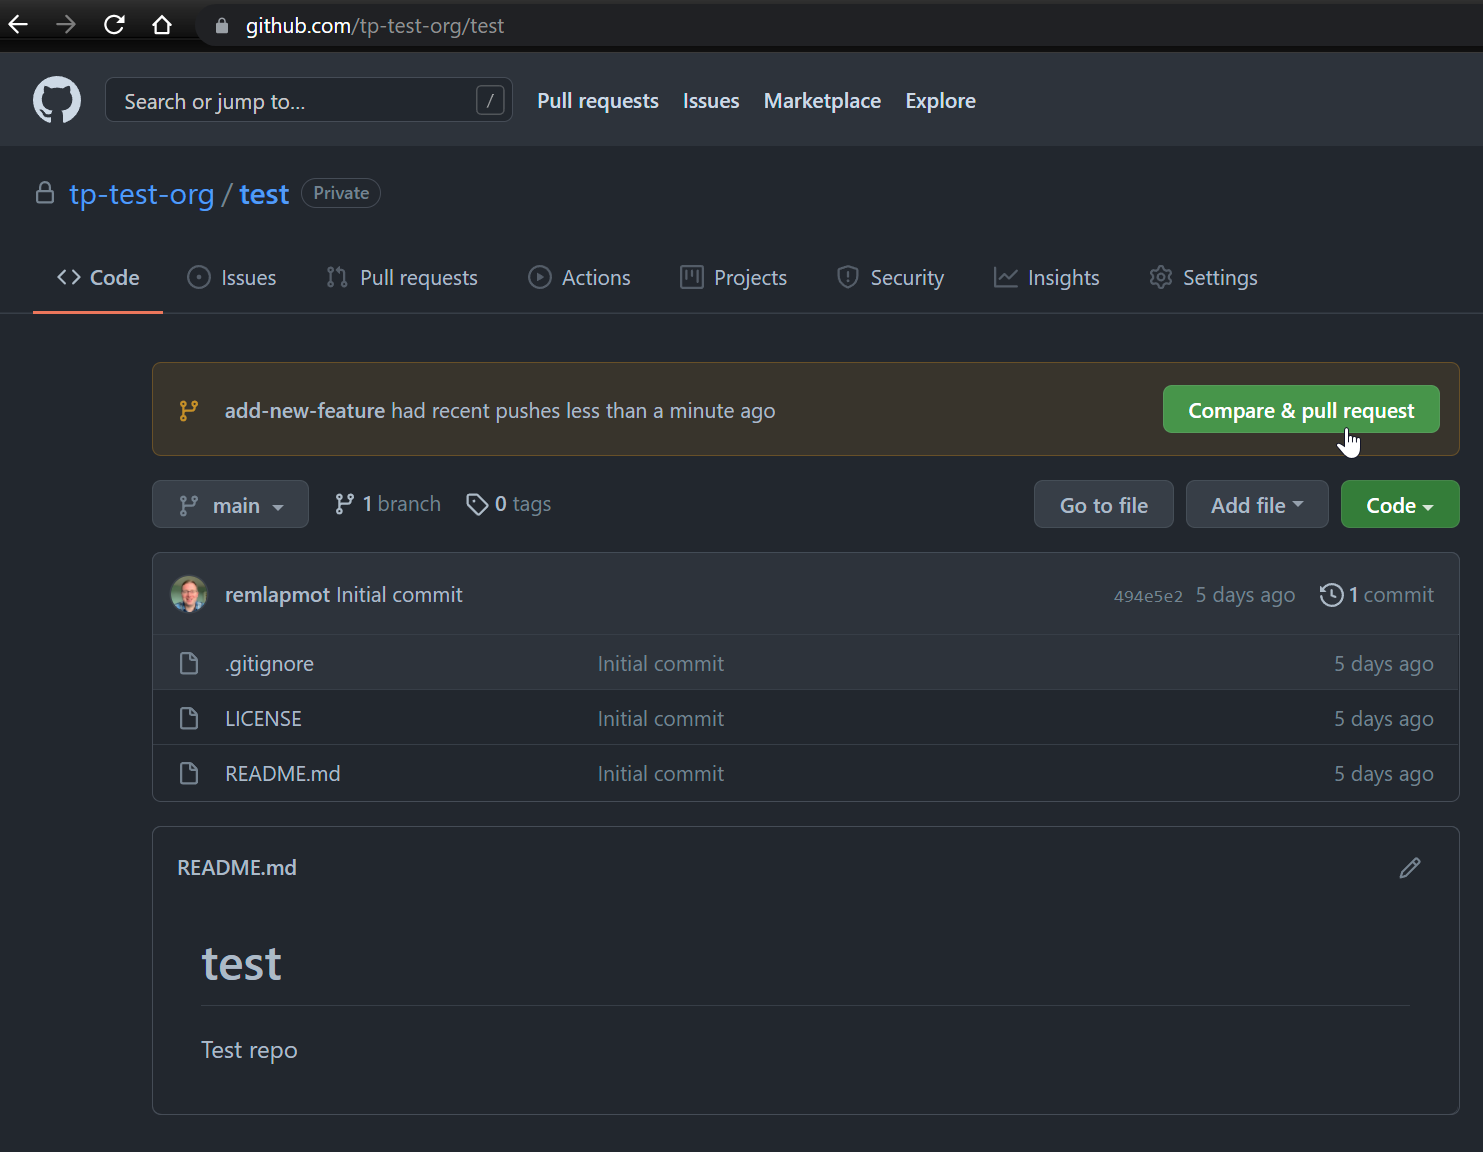 github.com/tp-test-org/test
Search or jump to... / Pull requests Issues Marketplace Explore
tp-test-org / test Private
Code Issues Pull requests Actions Projects Security Insights Settings
add-new-feature had recent pushes less than a minute ago Compare & pull request
main 1 branch 0 tags Go to file Add file Code
remlapmot Initial commit 494e5e2 5 days ago 1 commit
.gitignore Initial commit 5 days ago
LICENSE Initial commit 5 days ago
README.md Initial commit 5 days ago
README.md
test
Test repo